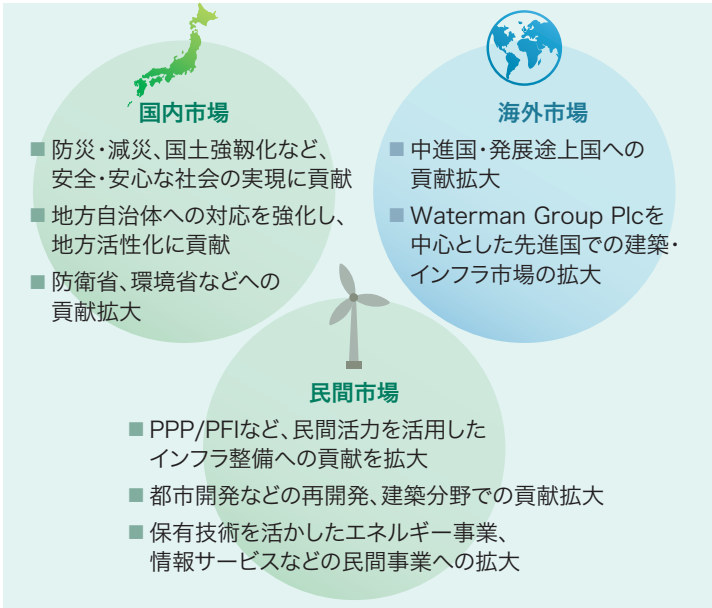 国内市場
■ 防災・減災、国土強靱化など、
安全・安心な社会の実現に貢献
■ 地方自治体への対応を強化し、
地方活性化に貢献
■ 防衛省、環境省などへの
貢献拡大
海外市場
■ 中進国・発展途上国への
貢献拡大
■ Waterman Group Plcを
中心とした先進国での建築・
インフラ市場の拡大
民間市場
■ PPP/PFIなど、民間活力を活用した
インフラ整備への貢献を拡大
■ 都市開発などの再開発、建築分野での貢献拡大
■ 保有技術を活かしたエネルギー事業、
情報サービスなどの民間事業への拡大